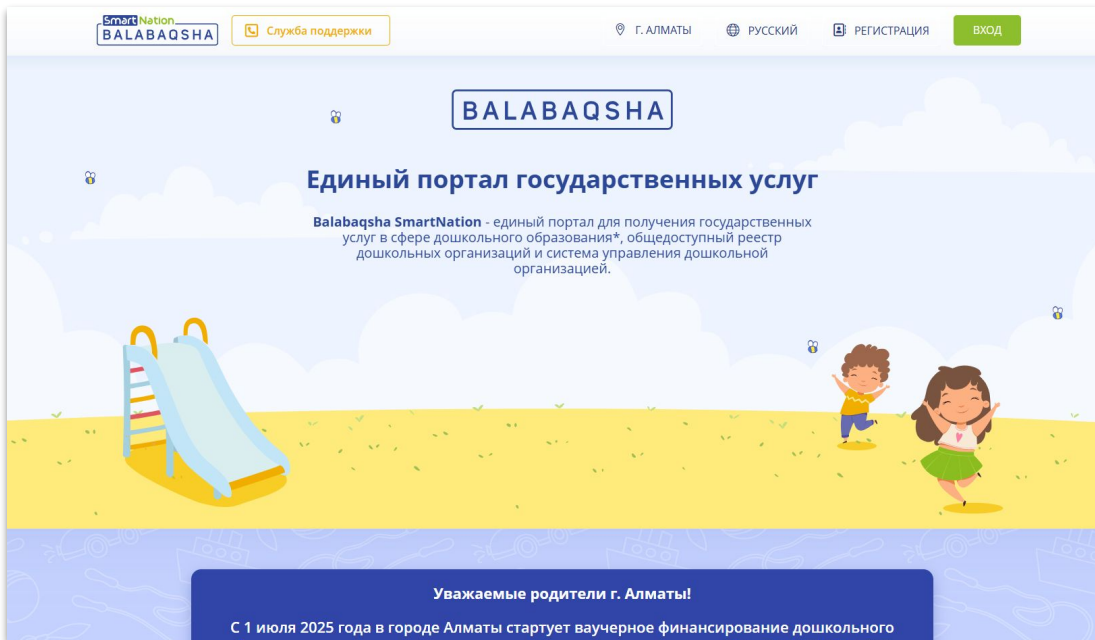 Smart Nation
BALABAQSHA
Служба поддержки
Г. АЛМАТЫ
РУССКИЙ
РЕГИСТРАЦИЯ
ВХОД
BALABAQSHA
Единый портал государственных услуг
Balabaqsha SmartNation - единый портал для получения государственных
услуг в сфере дошкольного образования*, общедоступный реестр
дошкольных организаций и система управления дошкольной
организацией.
Уважаемые родители г. Алматы!
С 1 июля 2025 года в городе Алматы стартует ваучерное финансирование дошкольного